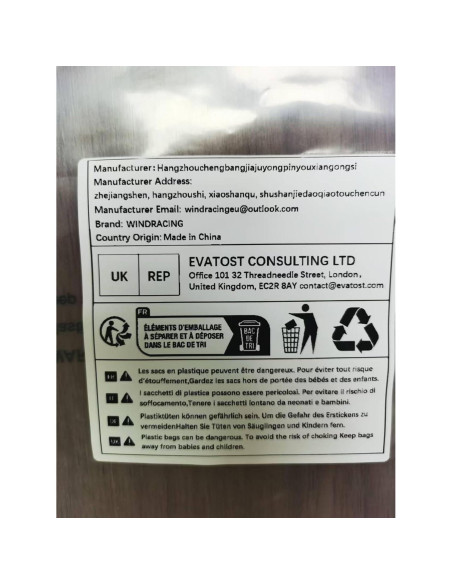 Manufacturer: Hangzhouchengbangjiajuyongpinyouxiangongsi
Manufacturer Address:
zhejiangshen, hangzhoushi, xiaoshanqu, shushanjiedaoqiaotouchencun
Manufacturer Email: windracingeu@outlook.com
Brand: WINDRACING
Country Origin: Made in China
UK REP
EVATOST CONSULTING LTD
Office 101 32 Threadneedle Street, London,
United Kingdom, EC2R 8AY contact@evatost.com
FR
ÉLÉMENTS D'EMBALLAGE
À SÉPARER ET À DÉPOSER
DANS LE BAC DE TRI
BAC
DE
TRI
Les sacs en plastique peuvent être dangereux. Pour éviter tout risque
d'étouffement,Gardez les sacs hors de portée des bébés et des enfants.
I sacchetti di plastica possono essere pericolosi. Per evitare il rischio di
soffocamento,Tenere i sacchetti lontano da neonati e bambini.
Plastiktüten können gefährlich sein. Um die Gefahr des Erstickens zu
vermeidenHalten Sie Tüten von Säuglingen und Kindern fern.
Plastic bags can be dangerous. To avoid the risk of choking Keep bags
away from babies and children.